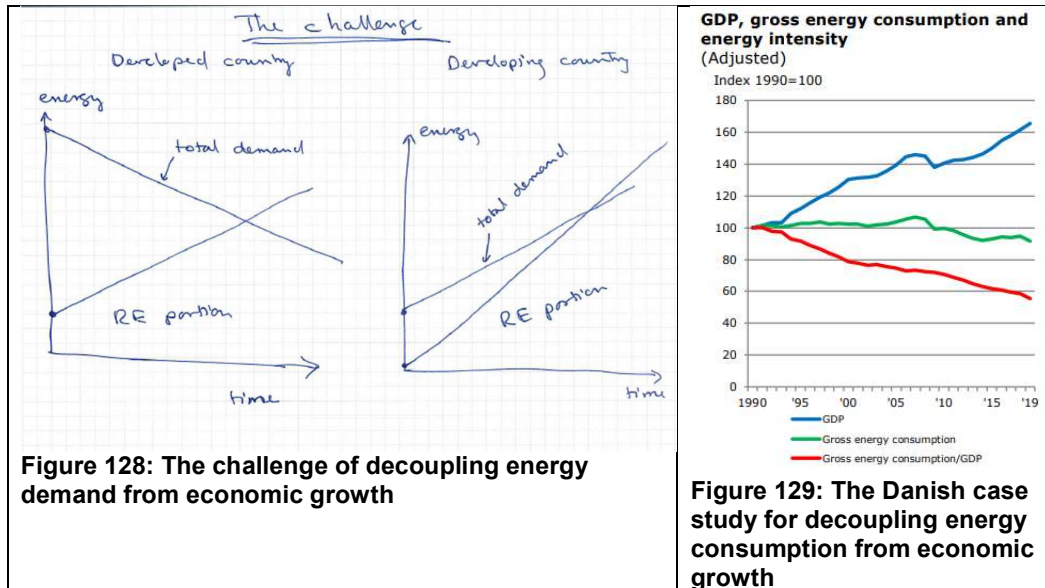 The challenge
Developed country
Developing country
energy
total demand
RE portion
time
energy
total demand
RE portion
time
Figure 128: The challenge of decoupling energy
demand from economic growth
GDP, gross energy consumption and
energy intensity
(Adjusted)
Index 1990=100
180
160
140
120
100
80
60
40
20
0
1990 '95 '00 '05 '10 '15 '19
GDP
Gross energy consumption
Gross energy consumption/GDP
Figure 129: The Danish case
study for decoupling energy
consumption from economic
growth